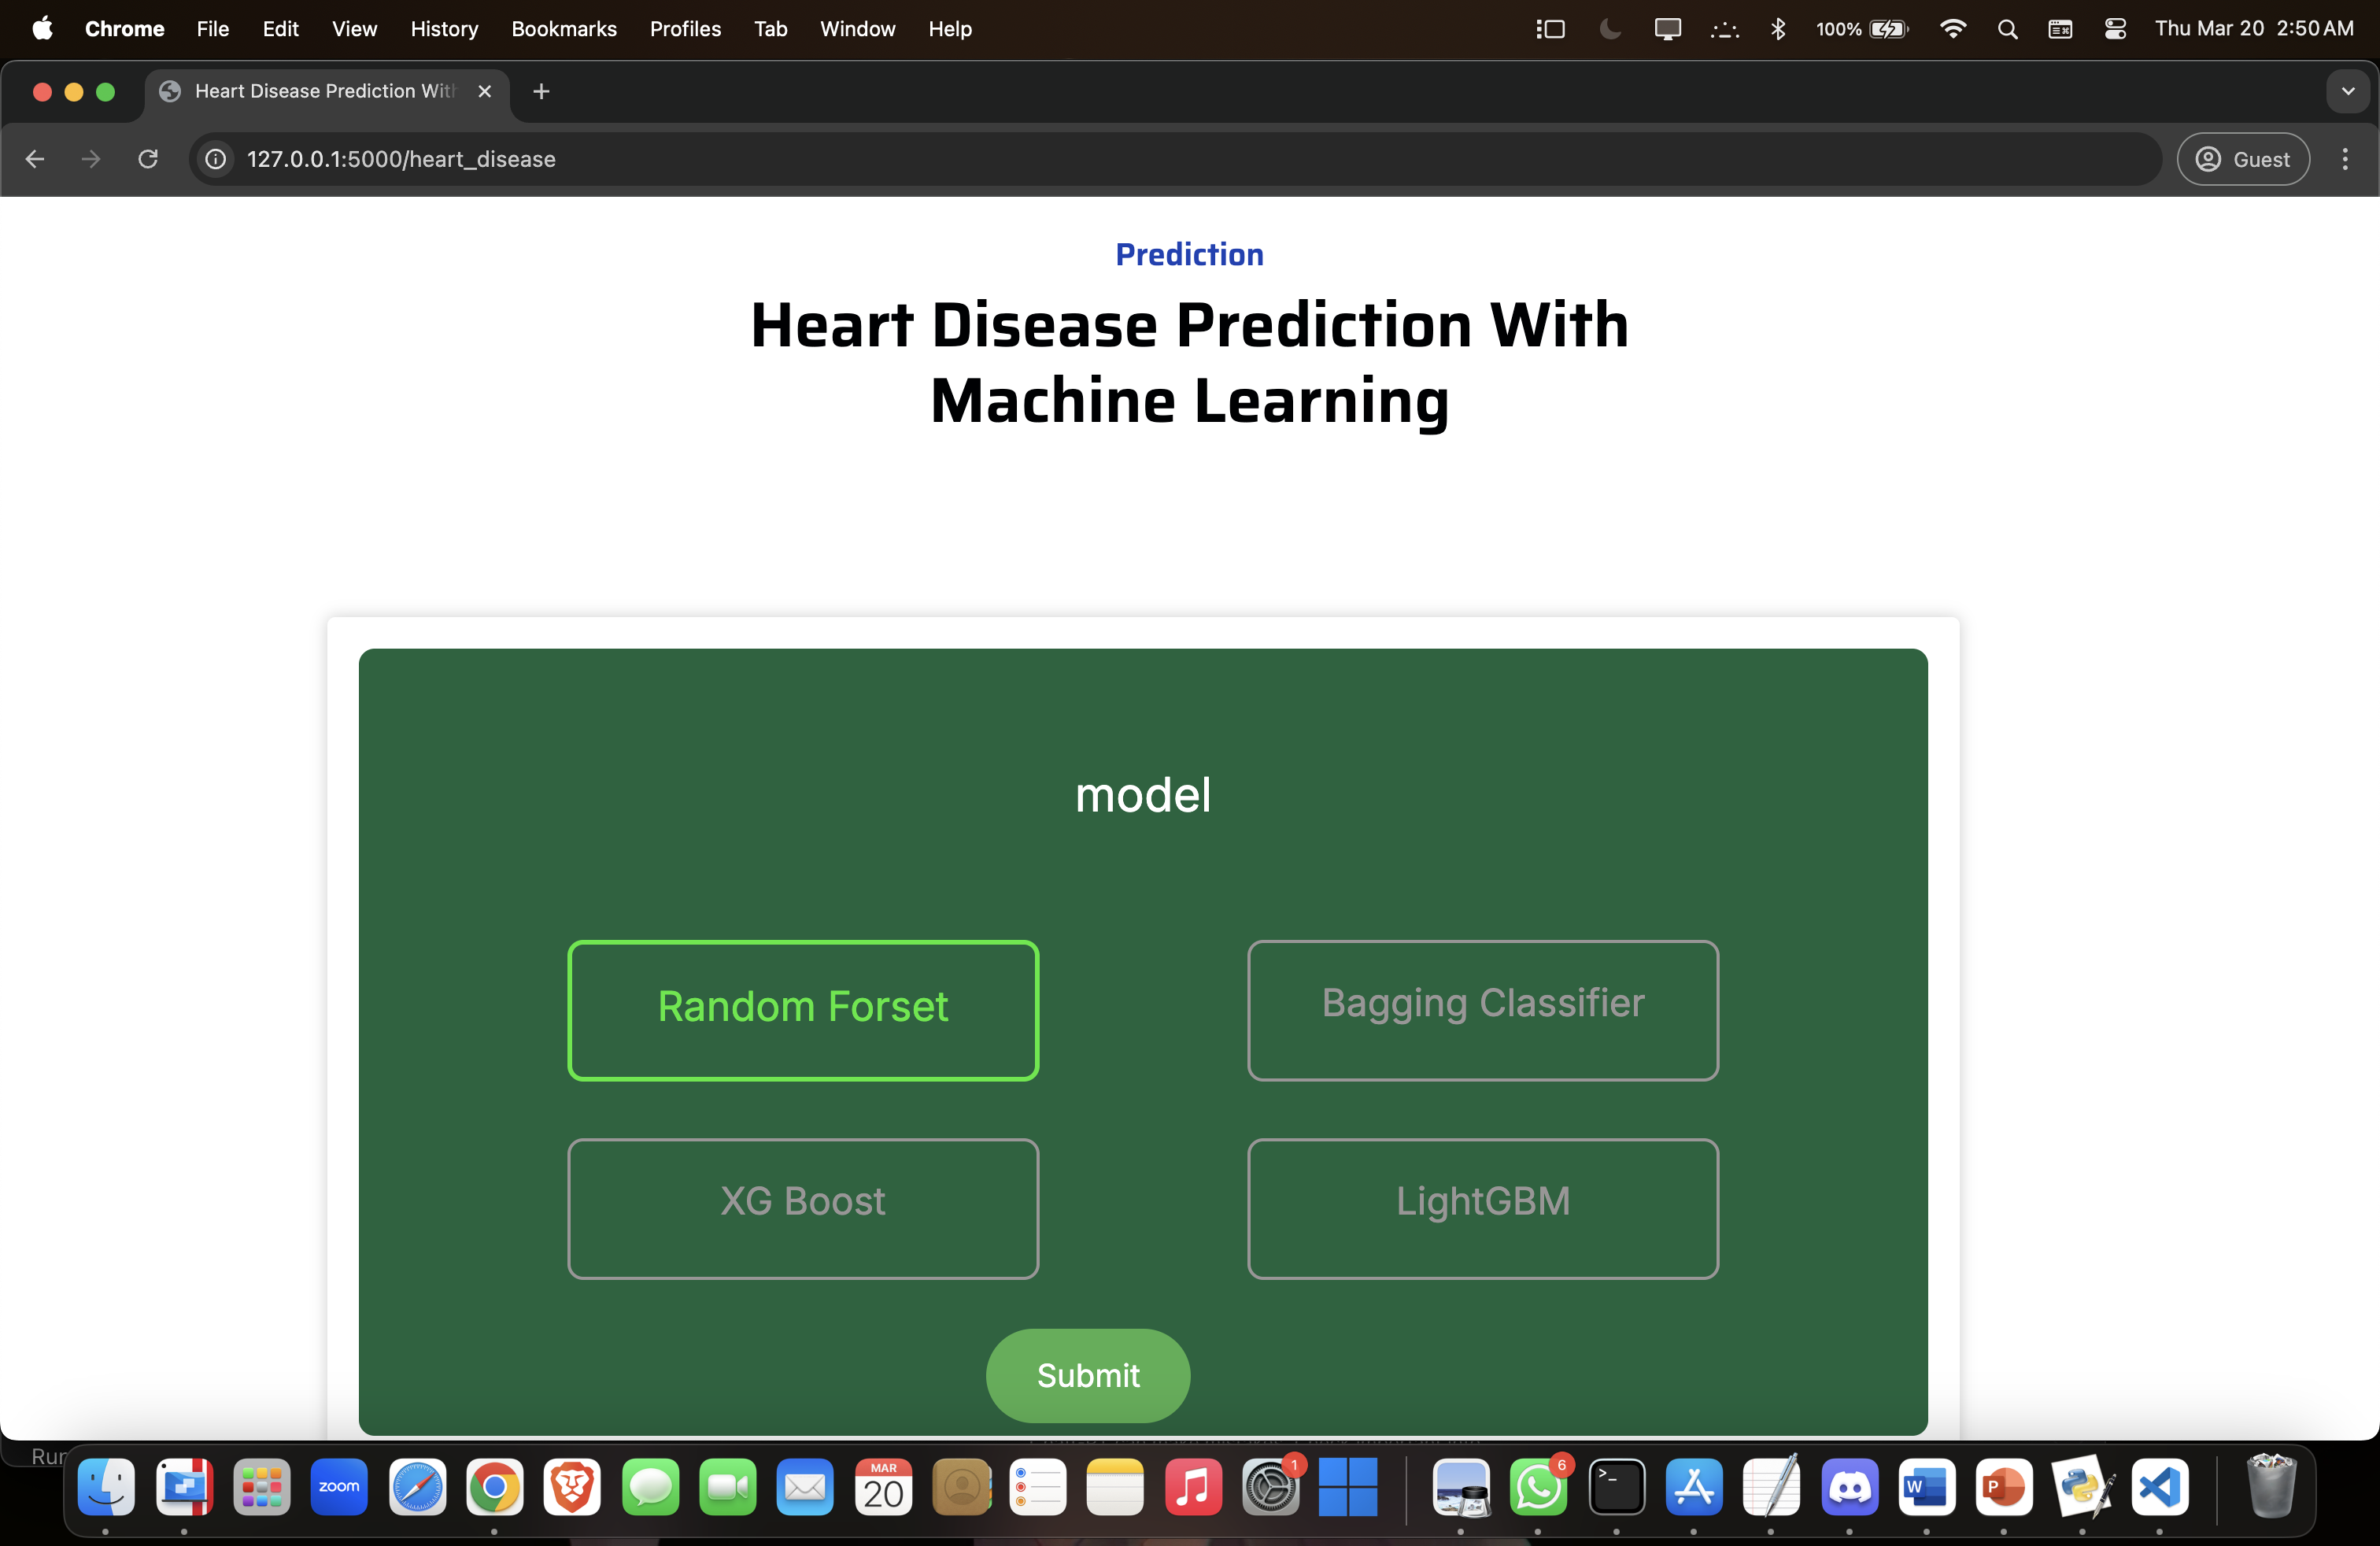 Chrome File Edit View History Bookmarks Profiles Tab Window Help 100% Thu Mar 20 2:50 AM
Heart Disease Prediction With
127.0.0.1:5000/heart_disease Guest
Prediction
Heart Disease Prediction With
Machine Learning
model
Random Forset Bagging Classifier
XG Boost LightGBM
Submit
zoom MAR 20 1 6 >_ W P